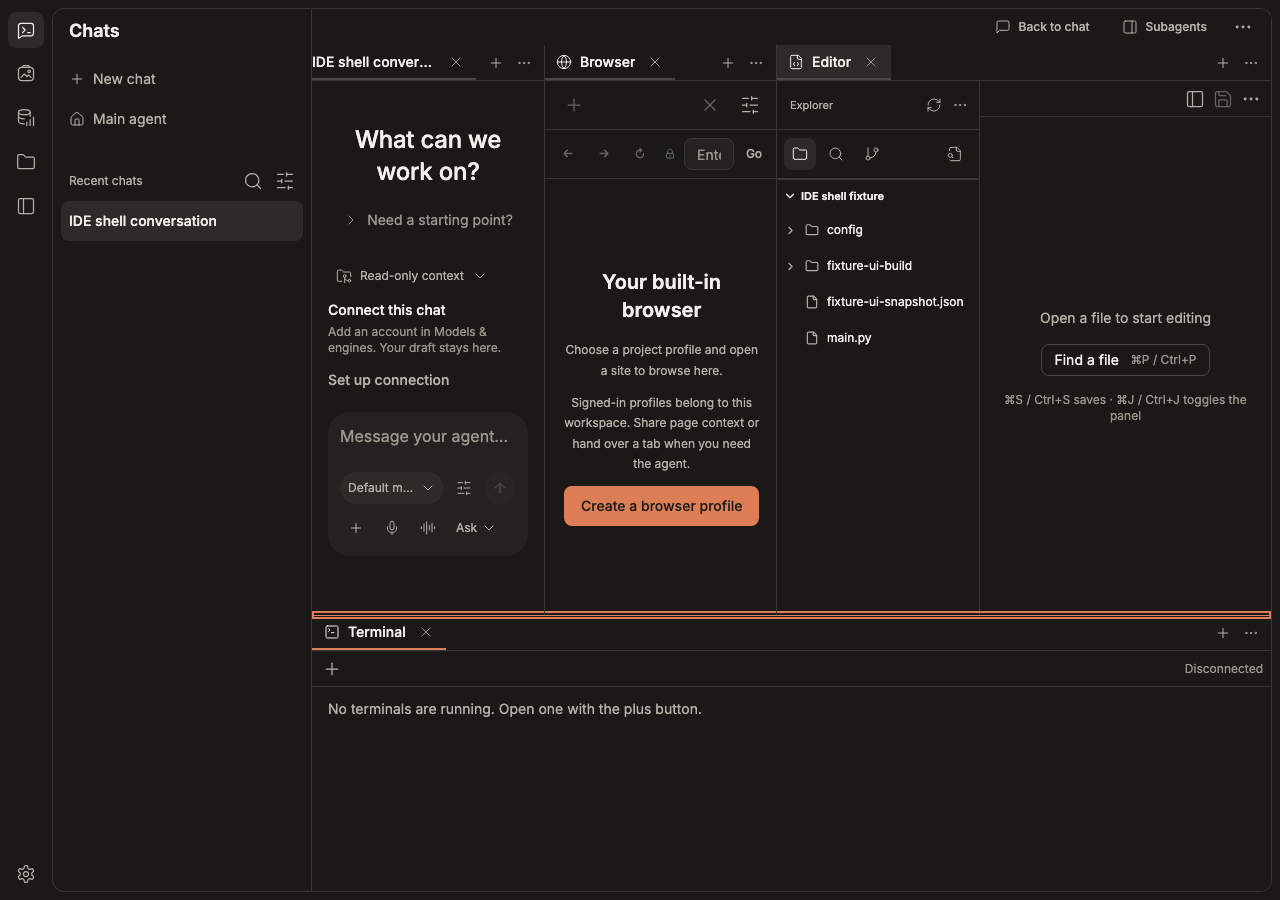 Chats
New chat
Main agent
Recent chats
IDE shell conversation
Back to chat
Subagents
IDE shell conver...
What can we
work on?
Need a starting point?
Read-only context
Connect this chat
Add an account in Models &
engines. Your draft stays here.
Set up connection
Message your agent...
Default m...
Ask
Browser
Ente
Go
Your built-in
browser
Choose a project profile and open
a site to browse here.
Signed-in profiles belong to this
workspace. Share page context or
hand over a tab when you need
the agent.
Create a browser profile
Editor
Explorer
IDE shell fixture
config
fixture-ui-build
fixture-ui-snapshot.json
main.py
Open a file to start editing
Find a file ⌘P / Ctrl+P
⌘S / Ctrl+S saves · ⌘J / Ctrl+J toggles the
panel
Terminal
Disconnected
No terminals are running. Open one with the plus button.